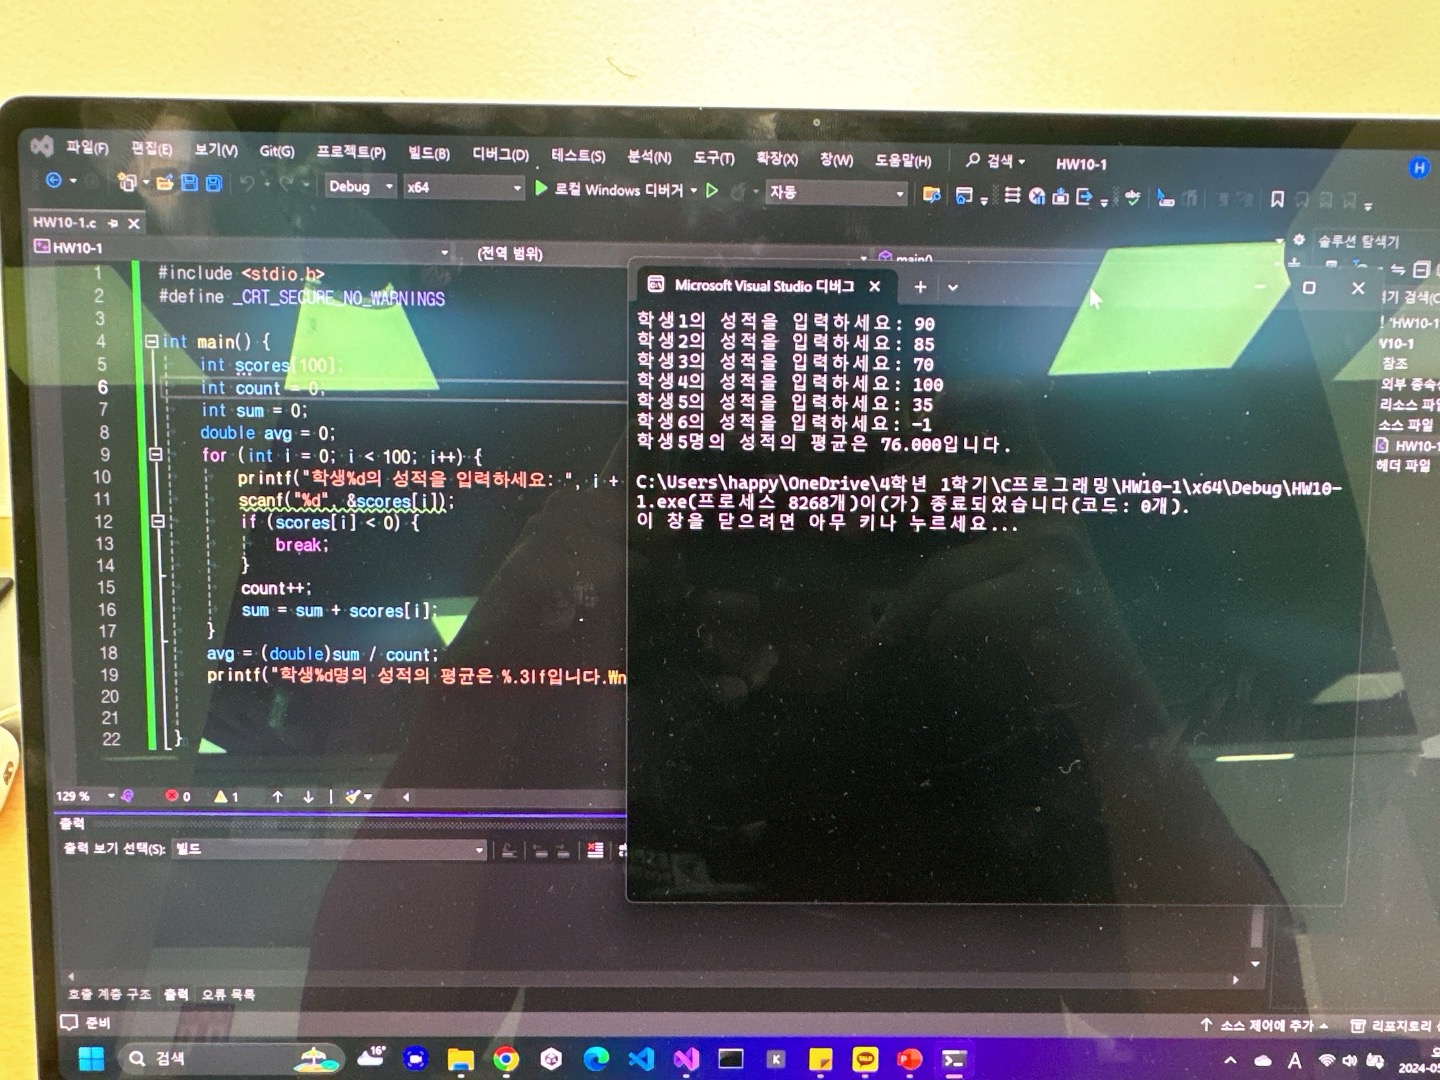 파일(F) 편집(E) 보기(V) Git(G) 프로젝트(P) 빌드(B) 디버그(D) 테스트(S) 분석(N) 도구(T) 확장(X) 창(W) 도움말(H) 검색 HW10-1
H
Debug x64 로컬 Windows 디버거 자동
HW10-1.c
HW10-1 (전역 범위) main()
솔루션 탐색기
1 #include <stdio.h>
2 #define _CRT_SECURE_NO_WARNINGS
3
4 int main() {
5 int scores[100];
6 int count = 0;
7 int sum = 0;
8 double avg = 0;
9 for (int i = 0; i < 100; i++) {
10 printf("학생%d의 성적을 입력하세요: ", i +
11 scanf("%d", &scores[i]);
12 if (scores[i] < 0) {
13 break;
14 }
15 count++;
16 sum = sum + scores[i];
17 }
18 avg = (double)sum / count;
19 printf("학생%d명의 성적의 평균은 %.3lf입니다.₩n
20
21
22 }
Microsoft Visual Studio 디버그
학생1의 성적을 입력하세요: 90
학생2의 성적을 입력하세요: 85
학생3의 성적을 입력하세요: 70
학생4의 성적을 입력하세요: 100
학생5의 성적을 입력하세요: 35
학생6의 성적을 입력하세요: -1
학생5명의 성적의 평균은 76.000입니다.
C:\Users\happy\OneDrive\4학년 1학기\C프로그래밍\HW10-1\x64\Debug\HW10-
1.exe(프로세스 8268개)이(가) 종료되었습니다(코드: 0개).
이 창을 닫으려면 아무 키나 누르세요...
참조
외부 종속
리소스 파일
소스 파일
HW10-1
헤더 파일
129 % 0 1
출력
출력 보기 선택(S): 빌드
호출 계층 구조 출력 오류 목록
준비
소스 제어에 추가 리포지토리
검색 16° K A
2024-05